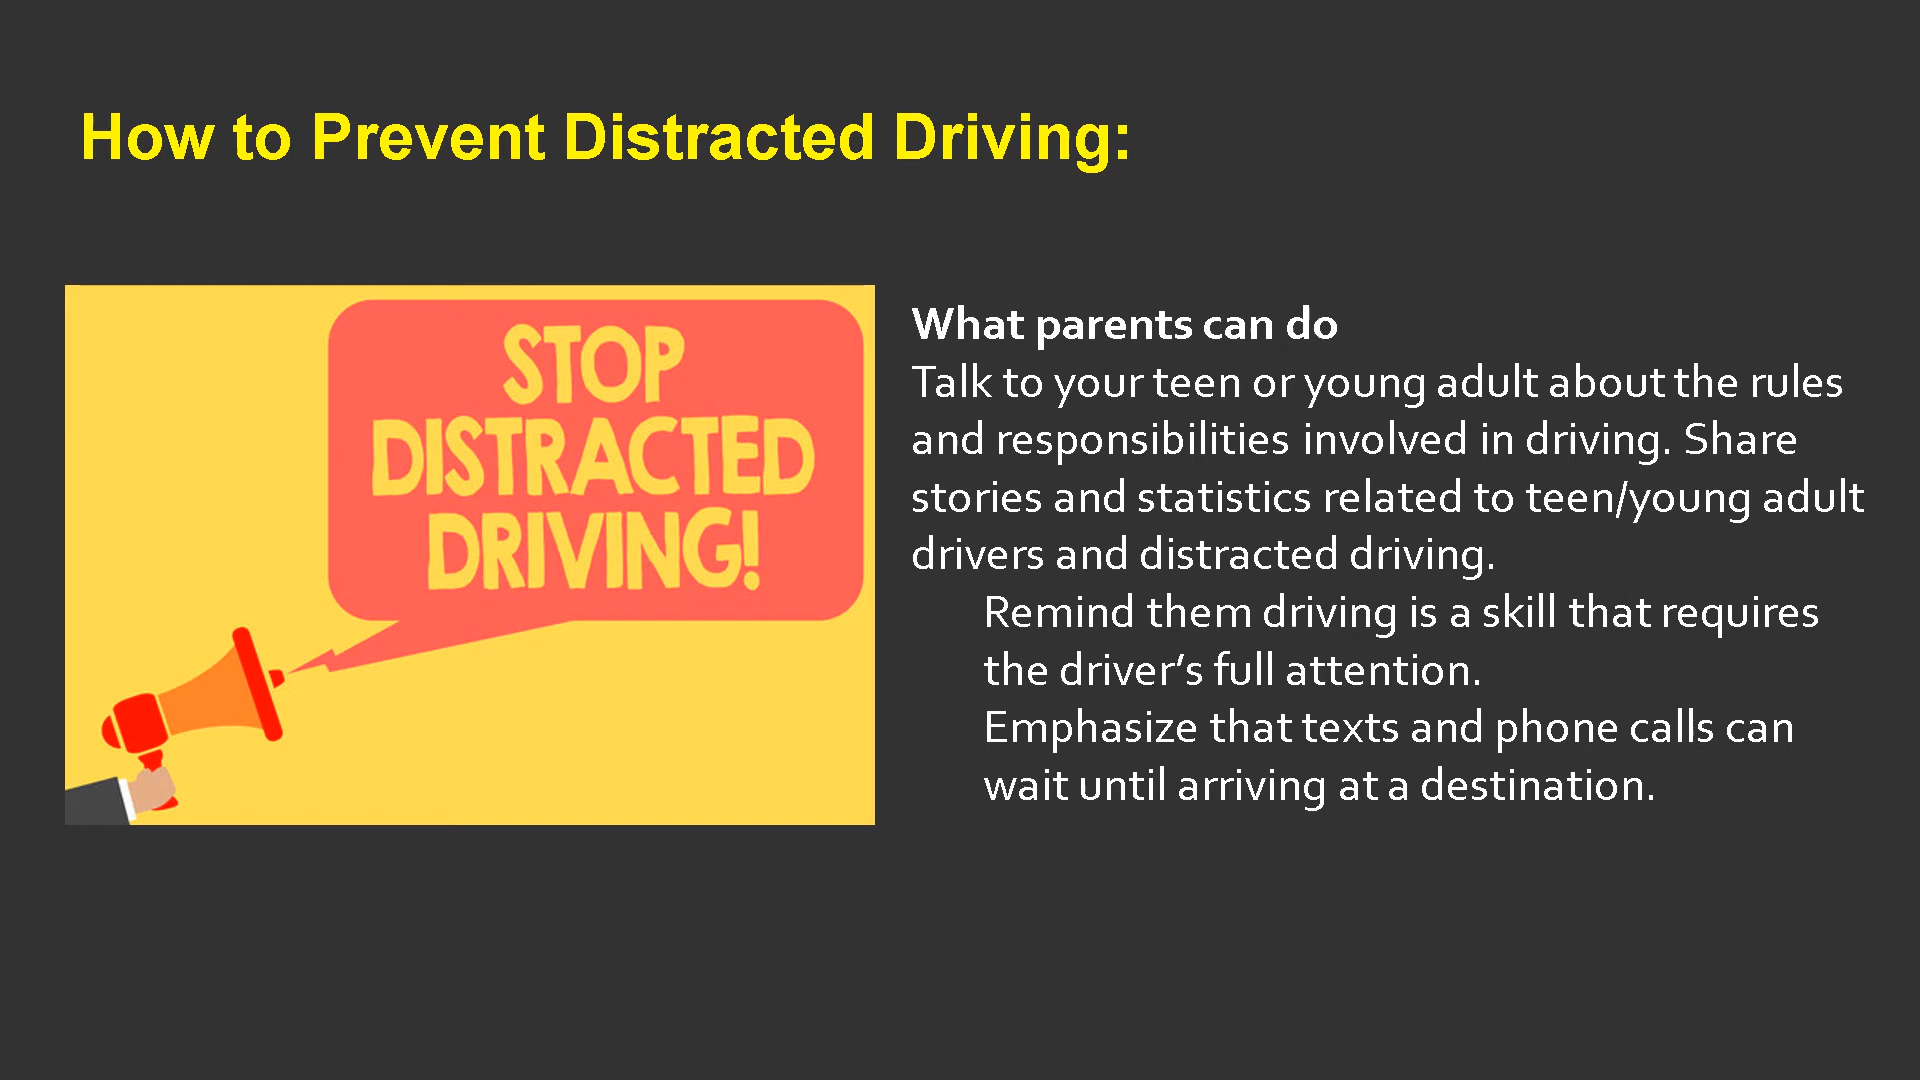 How to Prevent Distracted Driving:
STOP
DISTRACTED
DRIVING!
What parents can do
Talk to your teen or young adult about the rules
and responsibilities involved in driving. Share
stories and statistics related to teen/young adult
drivers and distracted driving.
Remind them driving is a skill that requires
the driver’s full attention.
Emphasize that texts and phone calls can
wait until arriving at a destination.